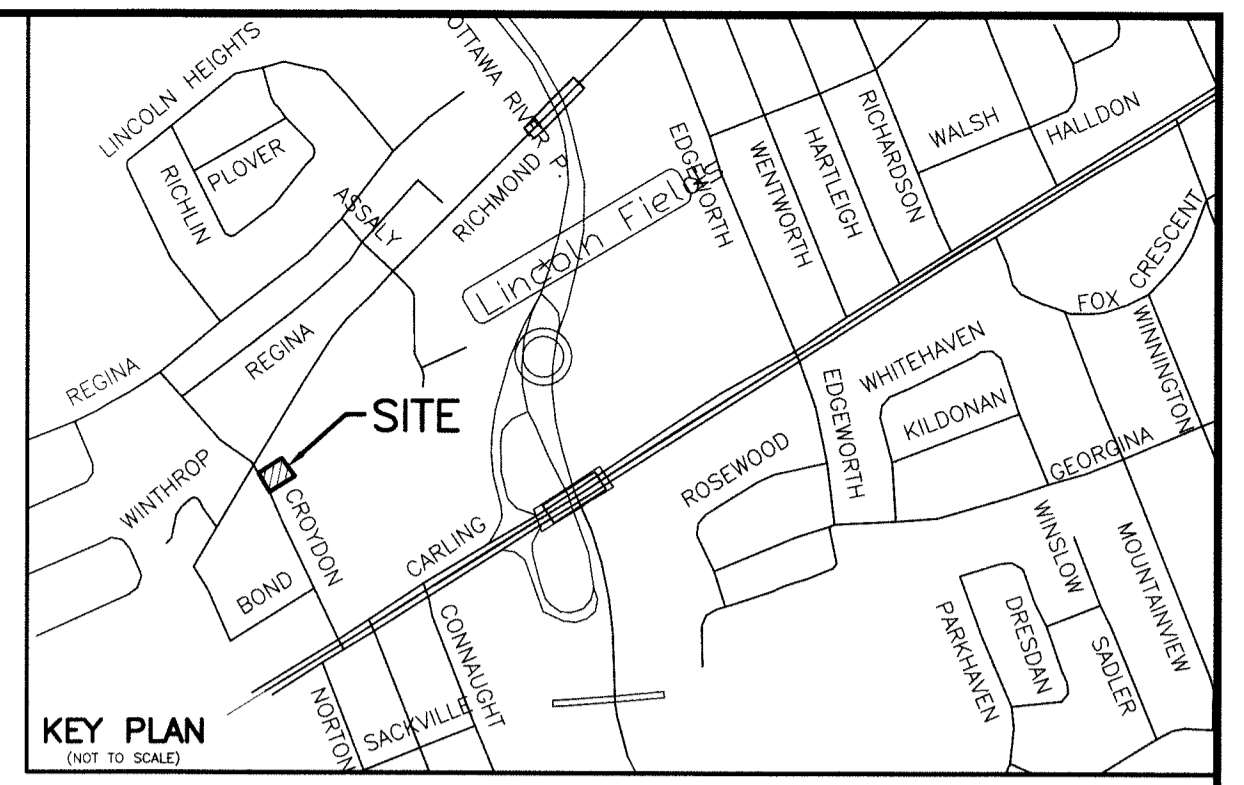 LINCOLN HEIGHTS
OTTAWA RIVER P.
RICHLIN
PLOVER
ASSALY
RICHMOND
Lincoln Fields
EDGEWORTH
WENTWORTH
HARTLEIGH
RICHARDSON
WALSH
HALLDON
FOX CRESCENT
WINNINGTON
REGINA
REGINA
SITE
WINTHROP
CROYDON
BOND
CARLING
CONNAUGHT
NORTON
SACKVILLE
ROSEWOOD
EDGEWORTH
WHITEHAVEN
KILDONAN
GEORGINA
WINSLOW
MOUNTAINVIEW
PARKHAVEN
DRESDAN
SADLER
KEY PLAN
(NOT TO SCALE)